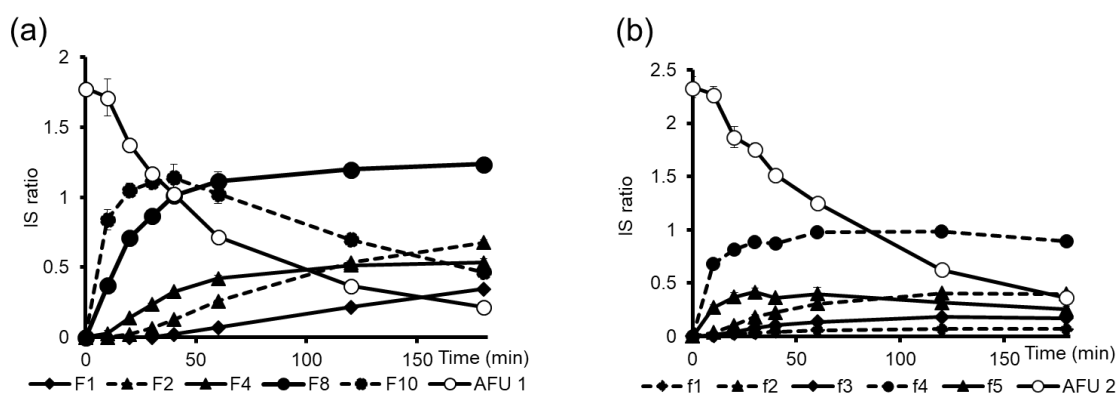 (a)
2
1.5
1
0.5
0
IS ratio
0 50 100 150 Time (min)
F1 F2 F4 F8 F10 AFU 1
(b)
2.5
2
1.5
1
0.5
0
IS ratio
0 50 100 150 Time (min)
f1 f2 f3 f4 f5 AFU 2